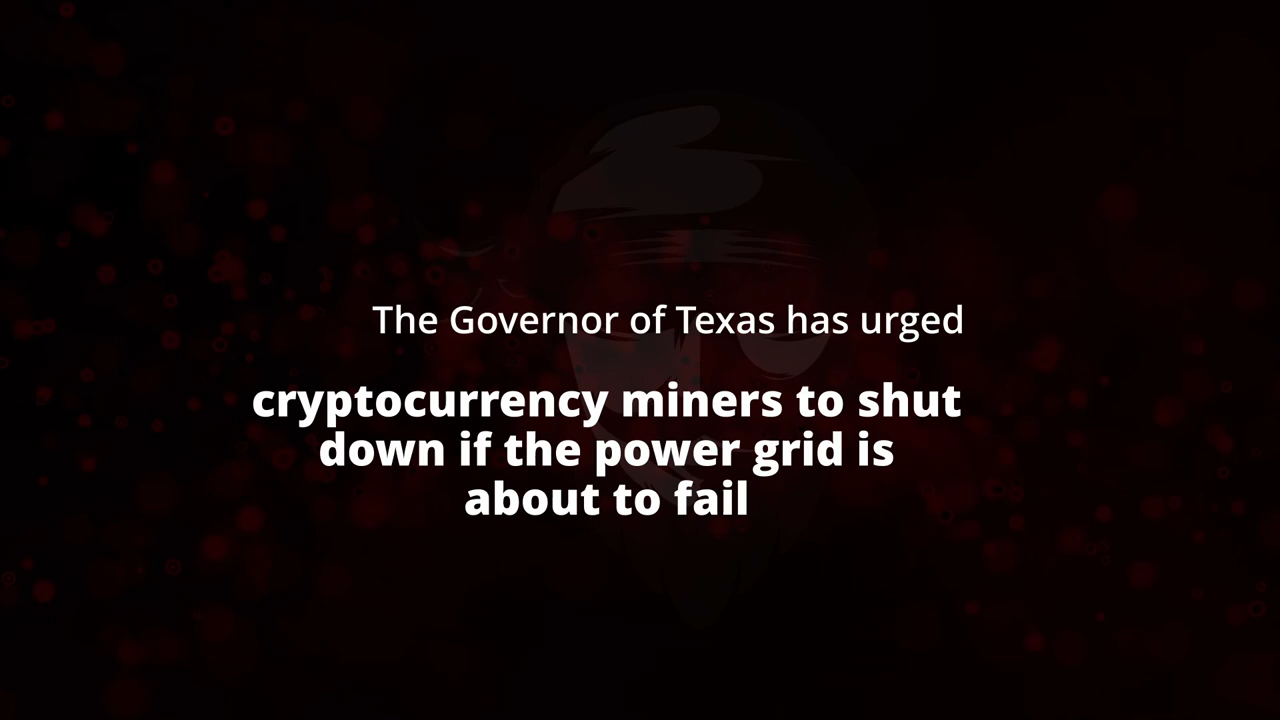 The Governor of Texas has urged
cryptocurrency miners to shut
down if the power grid is
about to fail